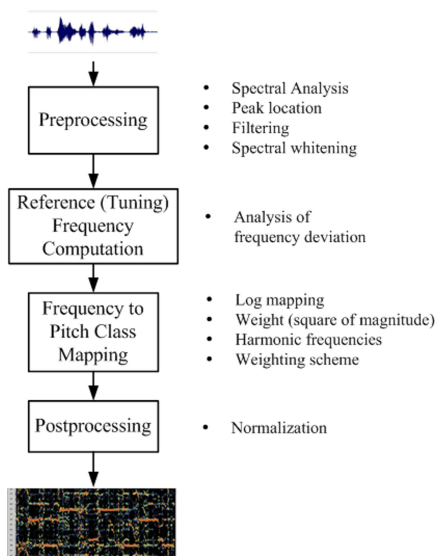 Preprocessing
• Spectral Analysis
• Peak location
• Filtering
• Spectral whitening
Reference (Tuning)
Frequency
Computation
• Analysis of
frequency deviation
Frequency to
Pitch Class
Mapping
• Log mapping
• Weight (square of magnitude)
• Harmonic frequencies
• Weighting scheme
Postprocessing
• Normalization